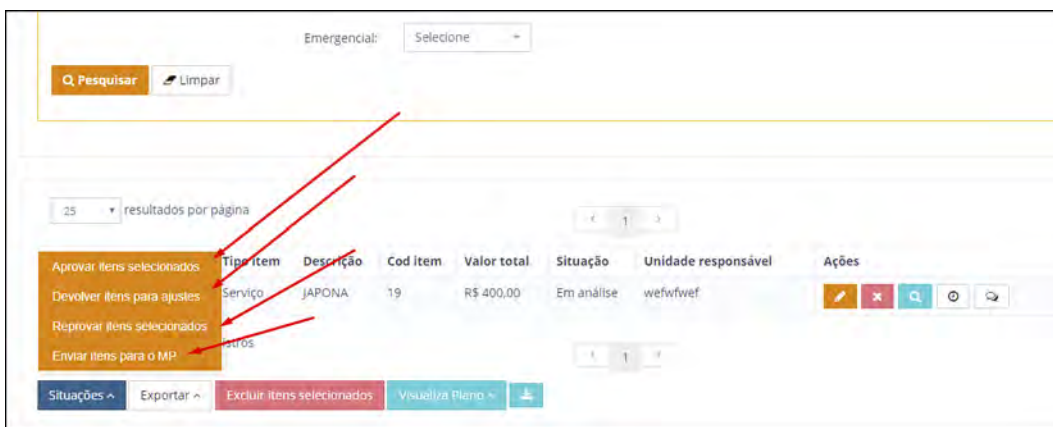 Emergencial: Selecione
Pesquisar Limpar
25 resultados por página
1
Tipo item Descrição Cod item Valor total Situação Unidade responsável Ações
Serviço JAPONA 19 R$ 400,00 Em análise wefwfwef
Aprovar itens selecionados
Devolver itens para ajustes
Reprovar itens selecionados
Enviar itens para o MP
istros
1
Situações Exportar Excluir itens selecionados Visualiza Plano